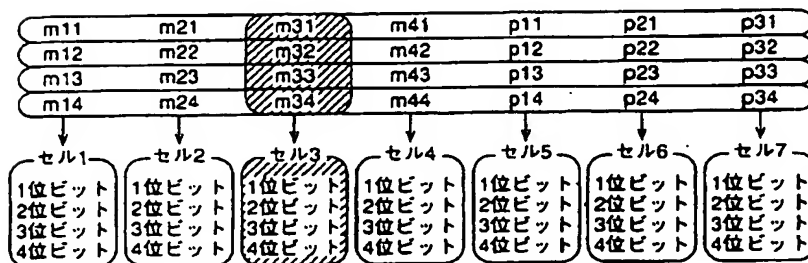 m11 m21 m31 m41 p11 p21 p31
m12 m22 m32 m42 p12 p22 p32
m13 m23 m33 m43 p13 p23 p33
m14 m24 m34 m44 p14 p24 p34
セル1 セル2 セル3 セル4 セル5 セル6 セル7
1位ビット 1位ビット 1位ビット 1位ビット 1位ビット 1位ビット 1位ビット
2位ビット 2位ビット 2位ビット 2位ビット 2位ビット 2位ビット 2位ビット
3位ビット 3位ビット 3位ビット 3位ビット 3位ビット 3位ビット 3位ビット
4位ビット 4位ビット 4位ビット 4位ビット 4位ビット 4位ビット 4位ビット